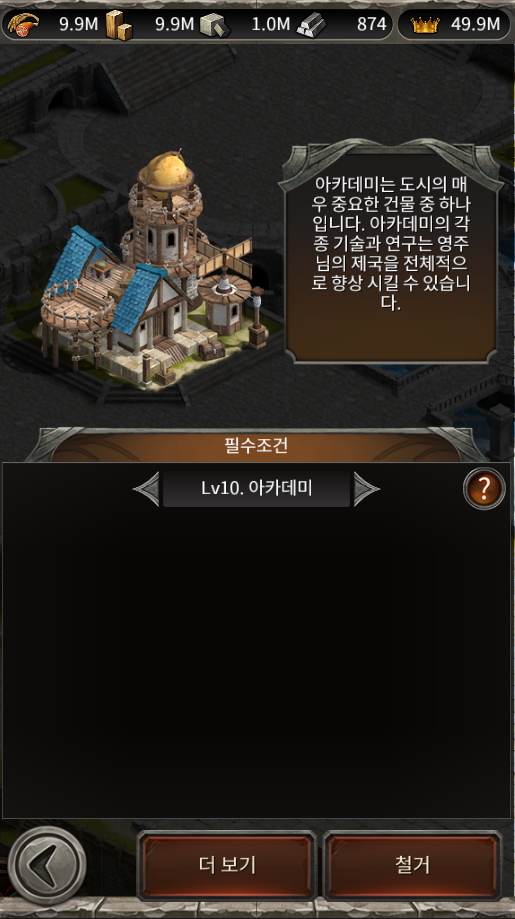 9.9M 9.9M 1.0M 874 49.9M
아카데미는 도시의 매
우 중요한 건물 중 하나
입니다. 아카데미의 각
종 기술과 연구는 영주
님의 제국을 전체적으
로 향상 시킬 수 있습니
다.
필수조건
Lv10. 아카데미
?
더 보기
철거